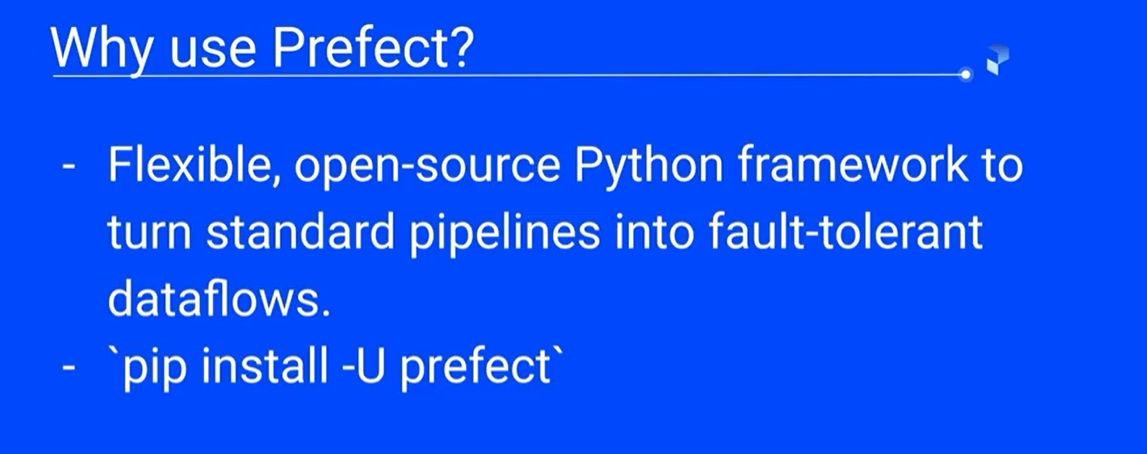 Why use Prefect?
- Flexible, open-source Python framework to
turn standard pipelines into fault-tolerant
dataflows.
- `pip install -U prefect`